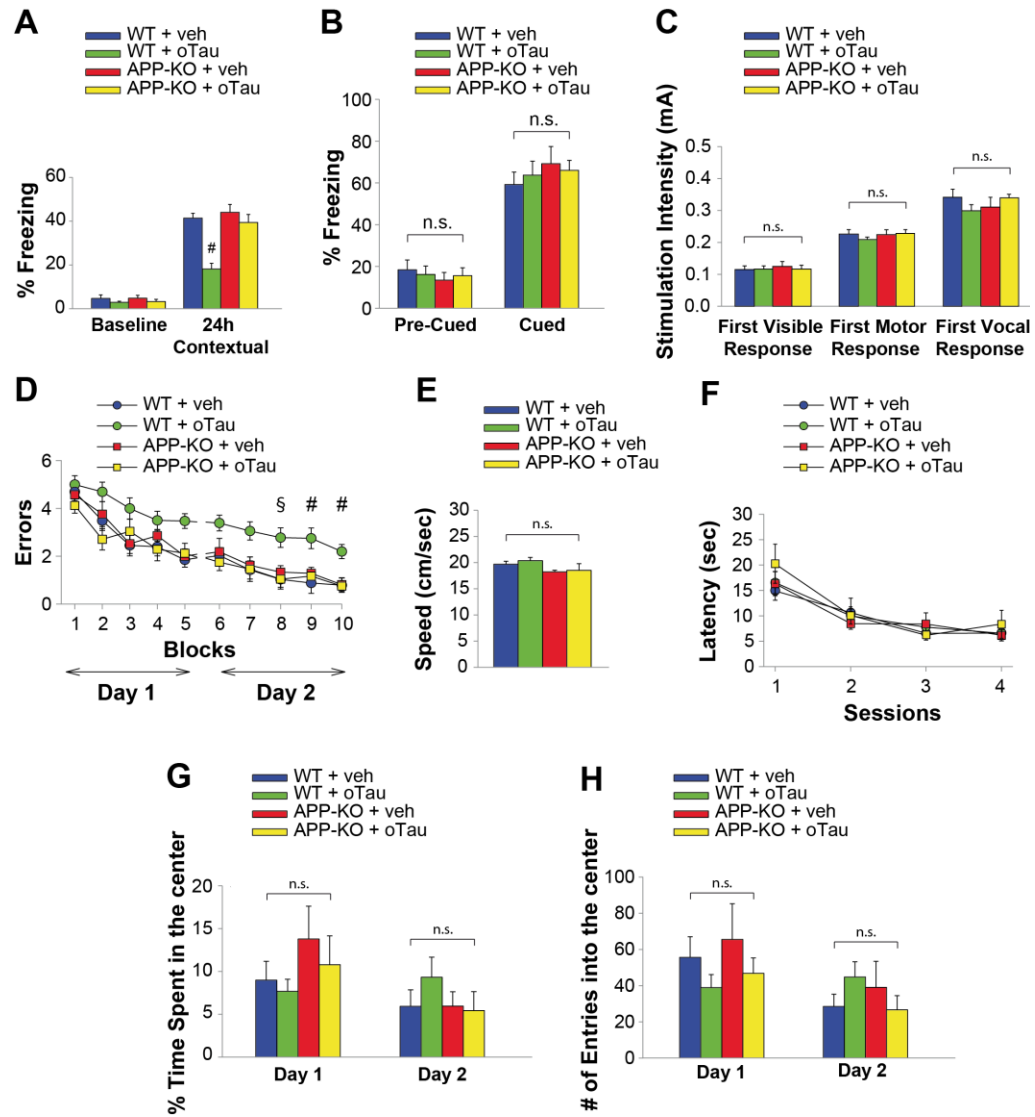 A
WT + veh
WT + oTau
APP-KO + veh
APP-KO + oTau
% Freezing
60
40
20
0
#
Baseline
24h
Contextual
B
WT + veh
WT + oTau
APP-KO + veh
APP-KO + oTau
% Freezing
100
80
60
40
20
0
n.s.
n.s.
Pre-Cued
Cued
C
WT + veh
WT + oTau
APP-KO + veh
APP-KO + oTau
Stimulation Intensity (mA)
0.5
0.4
0.3
0.2
0.1
0.0
n.s.
n.s.
n.s.
First Visible
Response
First Motor
Response
First Vocal
Response
D
WT + veh
WT + oTau
APP-KO + veh
APP-KO + oTau
Errors
6
4
2
0
§ # #
1 2 3 4 5 6 7 8 9 10
Blocks
Day 1
Day 2
E
WT + veh
WT + oTau
APP-KO + veh
APP-KO + oTau
Speed (cm/sec)
30
25
20
15
10
5
0
n.s.
F
WT + veh
WT + oTau
APP-KO + veh
APP-KO + oTau
Latency (sec)
30
25
20
15
10
5
0
1 2 3 4
Sessions
G
WT + veh
WT + oTau
APP-KO + veh
APP-KO + oTau
% Time Spent in the center
20
15
10
5
0
n.s.
n.s.
Day 1
Day 2
H
WT + veh
WT + oTau
APP-KO + veh
APP-KO + oTau
# of Entries into the center
100
80
60
40
20
0
n.s.
n.s.
Day 1
Day 2